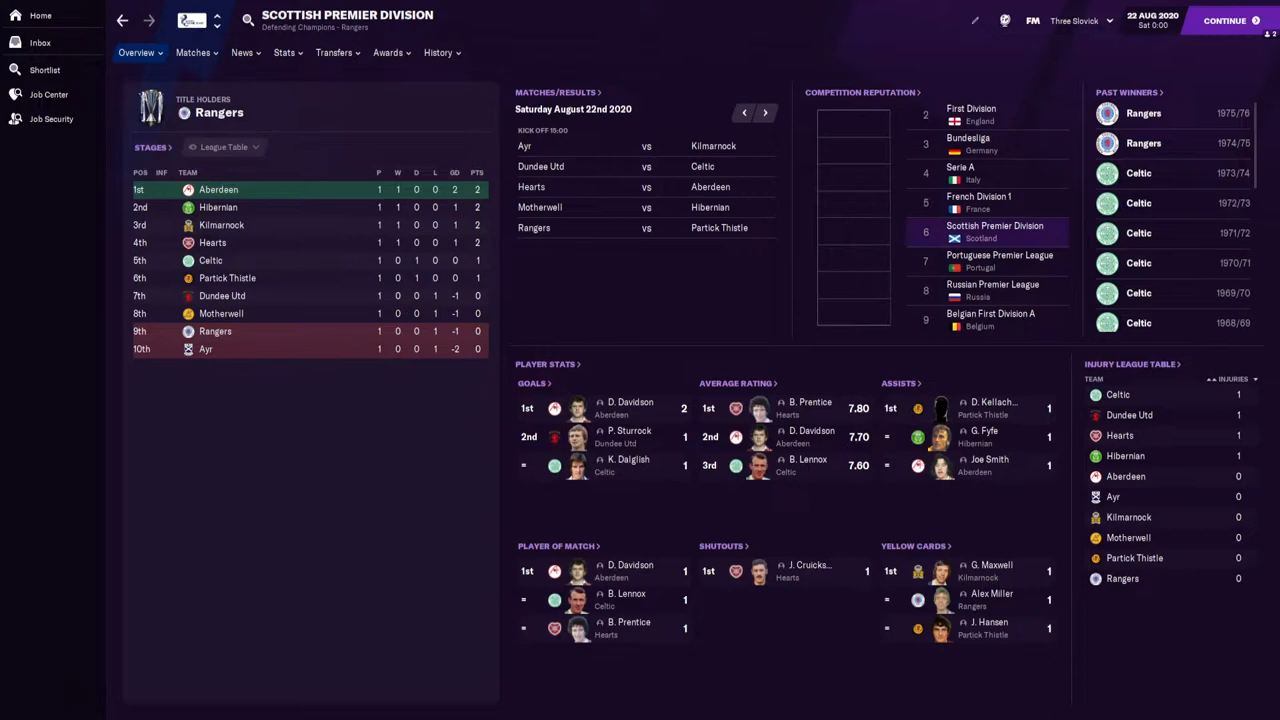 Home
Inbox
Shortlist
Job Center
Job Security
SCOTTISH PREMIER DIVISION
Defending Champions - Rangers
FM
Three Slovick
22 AUG 2020
Sat 0:00
CONTINUE
2
Overview
Matches
News
Stats
Transfers
Awards
History
TITLE HOLDERS
Rangers
STAGES
League Table
POS INF TEAM P W D L GD PTS
1st Aberdeen 1 1 0 0 2 2
2nd Hibernian 1 1 0 0 1 2
3rd Kilmarnock 1 1 0 0 1 2
4th Hearts 1 1 0 0 1 2
5th Celtic 1 0 1 0 0 1
6th Partick Thistle 1 0 1 0 0 1
7th Dundee Utd 1 0 0 1 -1 0
8th Motherwell 1 0 0 1 -1 0
9th Rangers 1 0 0 1 -1 0
10th Ayr 1 0 0 1 -2 0
MATCHES/RESULTS
Saturday August 22nd 2020
KICK OFF 15:00
Ayr vs Kilmarnock
Dundee Utd vs Celtic
Hearts vs Aberdeen
Motherwell vs Hibernian
Rangers vs Partick Thistle
COMPETITION REPUTATION
2 First Division
England
3 Bundesliga
Germany
4 Serie A
Italy
5 French Division 1
France
6 Scottish Premier Division
Scotland
7 Portuguese Premier League
Portugal
8 Russian Premier League
Russia
9 Belgian First Division A
Belgium
PAST WINNERS
Rangers 1975/76
Rangers 1974/75
Celtic 1973/74
Celtic 1972/73
Celtic 1971/72
Celtic 1970/71
Celtic 1969/70
Celtic 1968/69
PLAYER STATS
GOALS
1st D. Davidson 2
Aberdeen
2nd P. Sturrock 1
Dundee Utd
= K. Dalglish 1
Celtic
AVERAGE RATING
1st B. Prentice 7.80
Hearts
2nd D. Davidson 7.70
Aberdeen
3rd B. Lennox 7.60
Celtic
ASSISTS
1st D. Kellach... 1
Partick Thistle
= G. Fyfe 1
Hibernian
= Joe Smith 1
Aberdeen
PLAYER OF MATCH
1st D. Davidson 1
Aberdeen
= B. Lennox 1
Celtic
= B. Prentice 1
Hearts
SHUTOUTS
1st J. Cruicks... 1
Hearts
YELLOW CARDS
1st G. Maxwell 1
Kilmarnock
= Alex Miller 1
Rangers
= J. Hansen 1
Partick Thistle
INJURY LEAGUE TABLE
TEAM INJURIES
Celtic 1
Dundee Utd 1
Hearts 1
Hibernian 1
Aberdeen 0
Ayr 0
Kilmarnock 0
Motherwell 0
Partick Thistle 0
Rangers 0